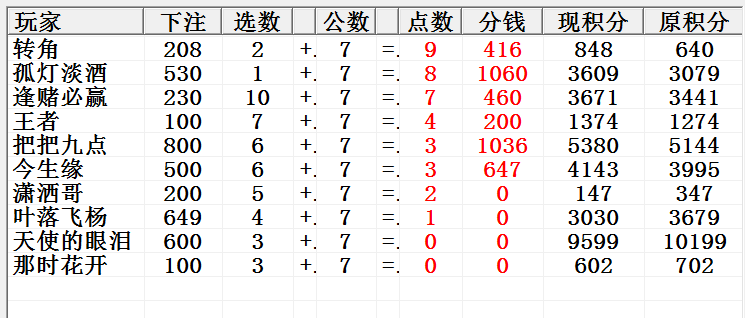 玩家 下注 选数 公数 点数 分钱 现积分 原积分
转角 208 2 +. 7 =. 9 416 848 640
孤灯淡酒 530 1 +. 7 =. 8 1060 3609 3079
逢赌必赢 230 10 +. 7 =. 7 460 3671 3441
王者 100 7 +. 7 =. 4 200 1374 1274
把把九点 800 6 +. 7 =. 3 1036 5380 5144
今生缘 500 6 +. 7 =. 3 647 4143 3995
潇洒哥 200 5 +. 7 =. 2 0 147 347
叶落飞杨 649 4 +. 7 =. 1 0 3030 3679
天使的眼泪 600 3 +. 7 =. 0 0 9599 10199
那时花开 100 3 +. 7 =. 0 0 602 702